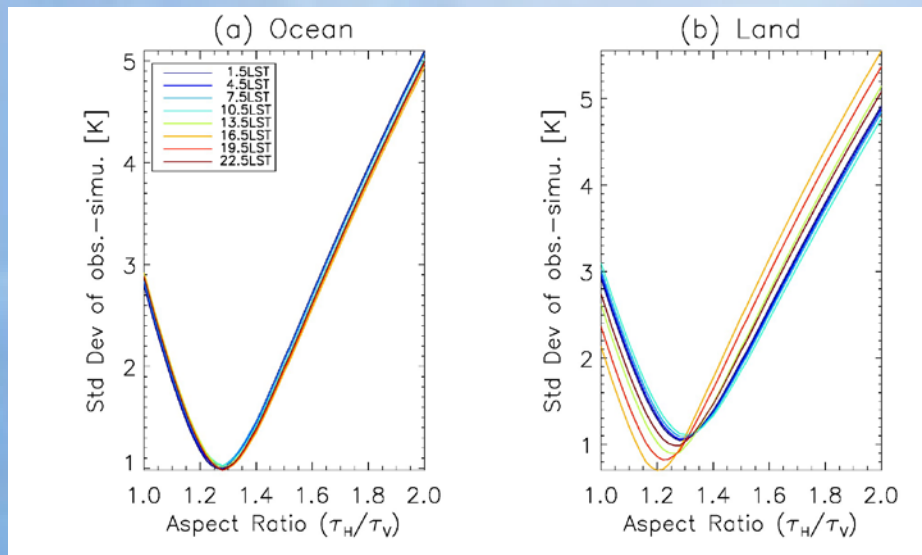 (a) Ocean
(b) Land
Std Dev of obs.−simu. [K]
5
4
3
2
1
1.5LST
4.5LST
7.5LST
10.5LST
13.5LST
16.5LST
19.5LST
22.5LST
1.0 1.2 1.4 1.6 1.8 2.0
Aspect Ratio (τH/τV)
Std Dev of obs.−simu. [K]
5
4
3
2
1
1.0 1.2 1.4 1.6 1.8 2.0
Aspect Ratio (τH/τV)